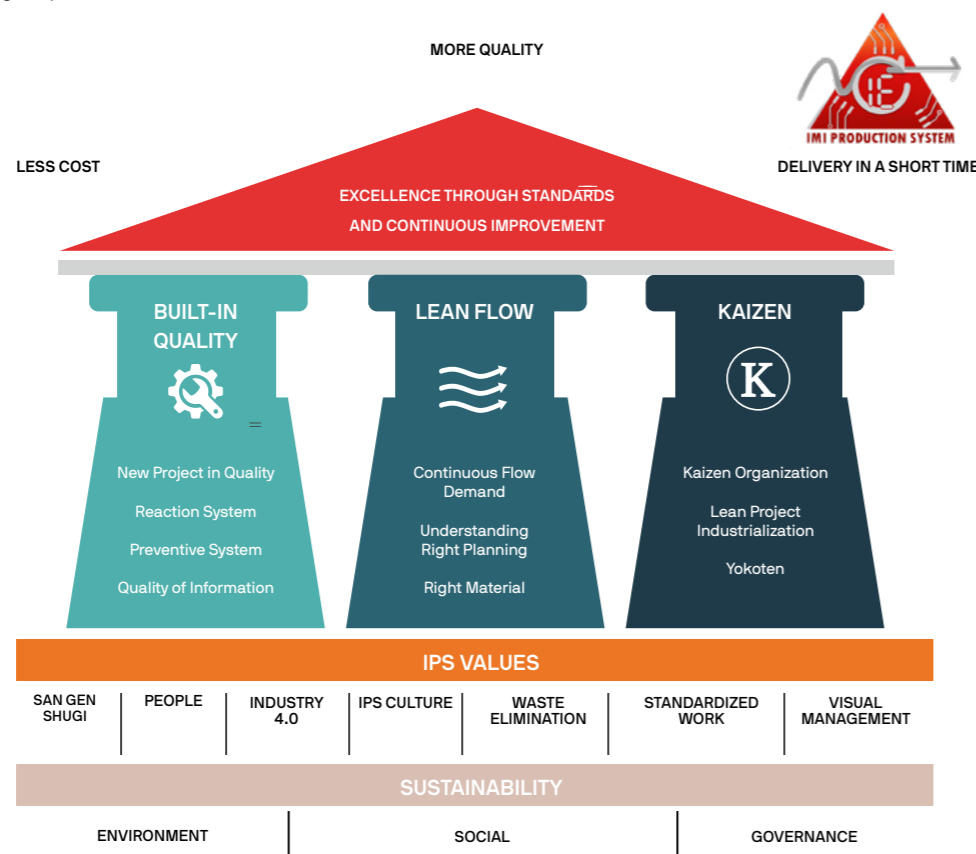 MORE QUALITY
IMI PRODUCTION SYSTEM
LESS COST
DELIVERY IN A SHORT TIME
EXCELLENCE THROUGH STANDARDS
AND CONTINUOUS IMPROVEMENT
BUILT-IN
QUALITY
New Project in Quality
Reaction System
Preventive System
Quality of Information
LEAN FLOW
Continuous Flow
Demand
Understanding
Right Planning
Right Material
KAIZEN
K
Kaizen Organization
Lean Project
Industrialization
Yokoten
IPS VALUES
SAN GEN
SHUGI
PEOPLE
INDUSTRY
4.0
IPS CULTURE
WASTE
ELIMINATION
STANDARDIZED
WORK
VISUAL
MANAGEMENT
SUSTAINABILITY
ENVIRONMENT
SOCIAL
GOVERNANCE